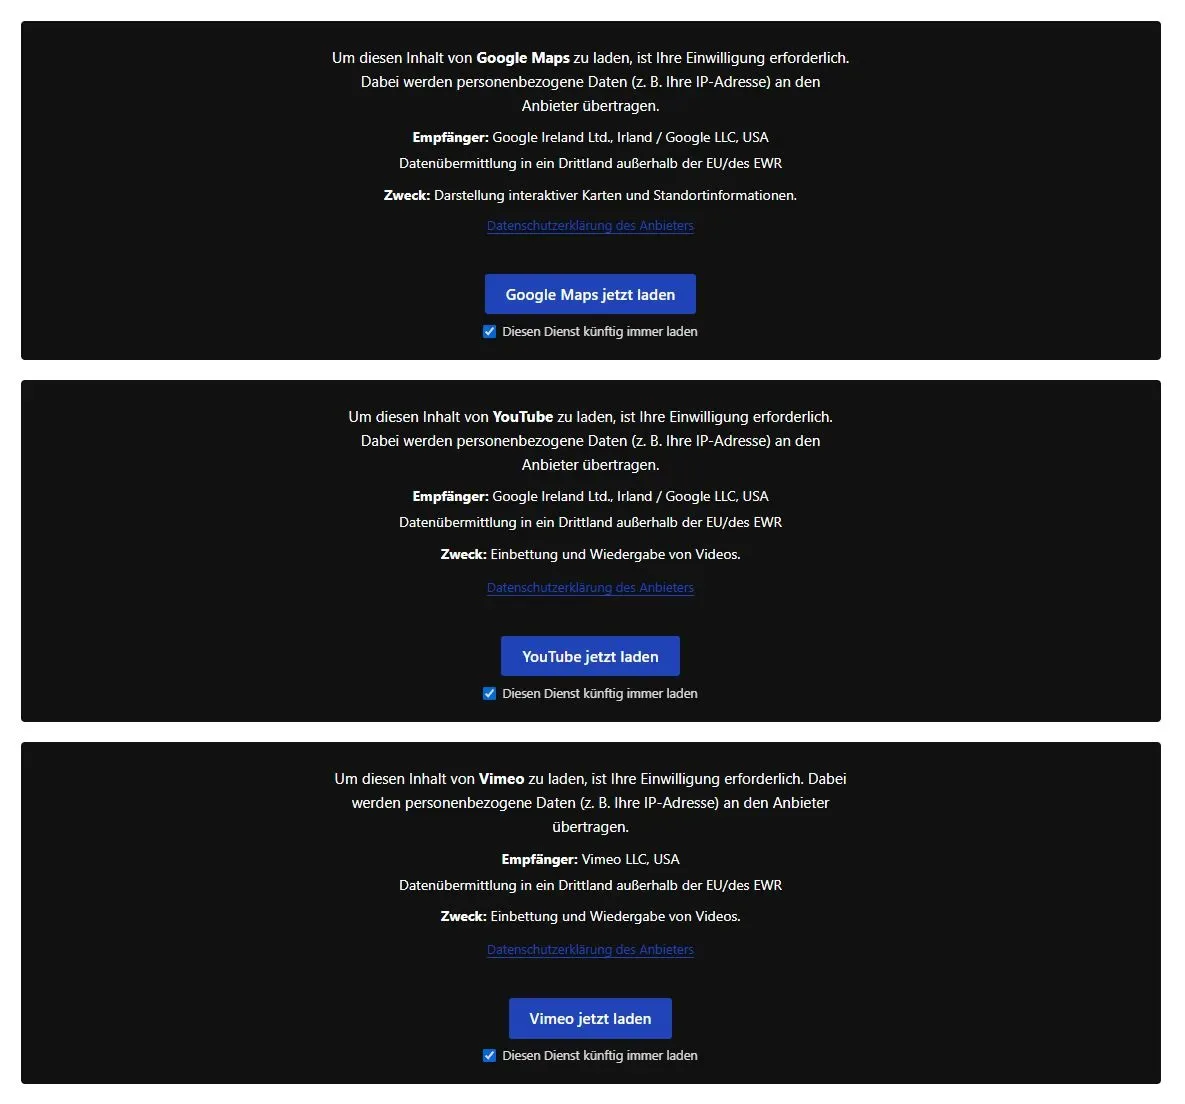 Um diesen Inhalt von Google Maps zu laden, ist Ihre Einwilligung erforderlich.
Dabei werden personenbezogene Daten (z. B. Ihre IP-Adresse) an den
Anbieter übertragen.
Empfänger: Google Ireland Ltd., Irland / Google LLC, USA
Datenübermittlung in ein Drittland außerhalb der EU/des EWR
Zweck: Darstellung interaktiver Karten und Standortinformationen.
Datenschutzerklärung des Anbieters
Google Maps jetzt laden
Diesen Dienst künftig immer laden
Um diesen Inhalt von YouTube zu laden, ist Ihre Einwilligung erforderlich.
Dabei werden personenbezogene Daten (z. B. Ihre IP-Adresse) an den
Anbieter übertragen.
Empfänger: Google Ireland Ltd., Irland / Google LLC, USA
Datenübermittlung in ein Drittland außerhalb der EU/des EWR
Zweck: Einbettung und Wiedergabe von Videos.
Datenschutzerklärung des Anbieters
YouTube jetzt laden
Diesen Dienst künftig immer laden
Um diesen Inhalt von Vimeo zu laden, ist Ihre Einwilligung erforderlich. Dabei
werden personenbezogene Daten (z. B. Ihre IP-Adresse) an den Anbieter
übertragen.
Empfänger: Vimeo LLC, USA
Datenübermittlung in ein Drittland außerhalb der EU/des EWR
Zweck: Einbettung und Wiedergabe von Videos.
Datenschutzerklärung des Anbieters
Vimeo jetzt laden
Diesen Dienst künftig immer laden